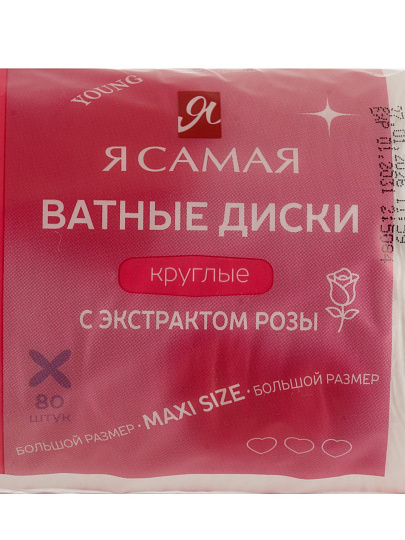 YOUNG
Я
Я САМАЯ
ВАТНЫЕ ДИСКИ
круглые
С ЭКСТРАКТОМ РОЗЫ
80
штук
БОЛЬШОЙ РАЗМЕР · MAXI SIZE · БОЛЬШОЙ РАЗМЕР